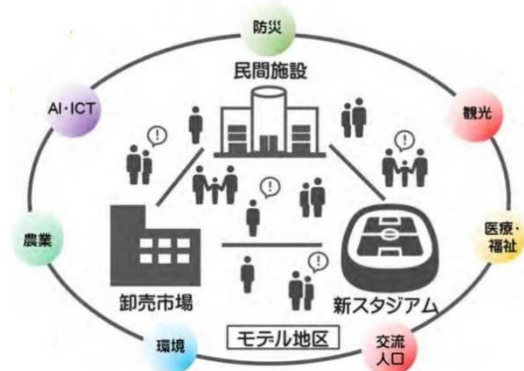 防災
民間施設
AI・ICT
観光
農業
医療・
福祉
卸売市場
新スタジアム
モデル地区
環境
交流
人口